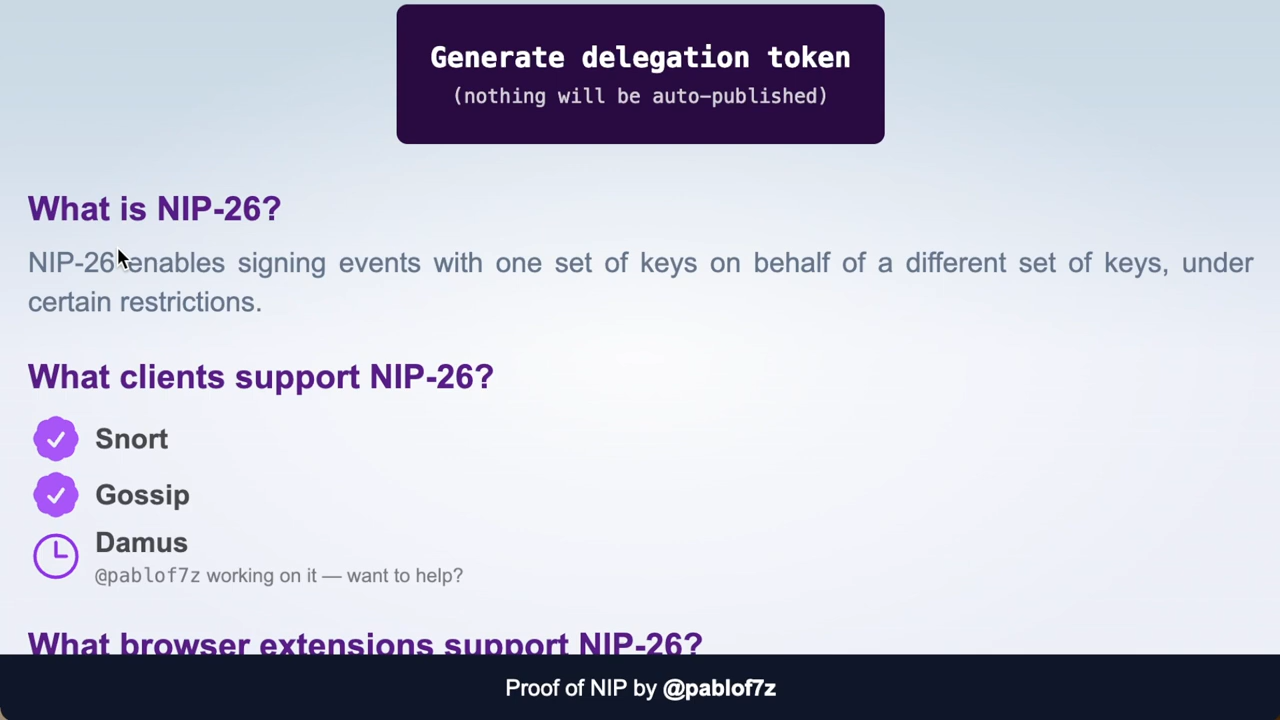 Generate delegation token
(nothing will be auto-published)
What is NIP-26?
NIP-26 enables signing events with one set of keys on behalf of a different set of keys, under
certain restrictions.
What clients support NIP-26?
Snort
Gossip
Damus
@pablof7z working on it — want to help?
What browser extensions support NIP-26?
Proof of NIP by @pablof7z